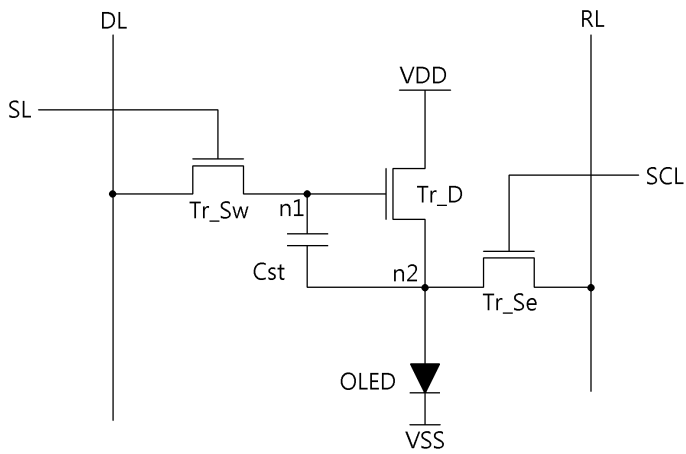 DL
RL
VDD
SL
SCL
Tr_D
Tr_Sw
n1
Cst
n2
Tr_Se
OLED
VSS